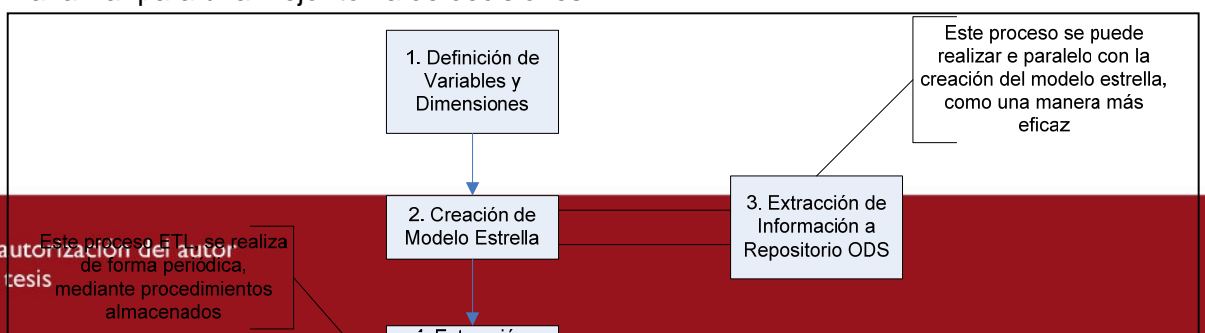 1. Definición de
Variables y
Dimensiones
Este proceso se puede
realizar e paralelo con la
creación del modelo estrella,
como una manera más
eficaz
2. Creación de
Modelo Estrella
3. Extracción de
Información a
Repositorio ODS
autorización del autor
tesis
Este proceso ETL, se realiza
de forma periódica,
mediante procedimientos
almacenados